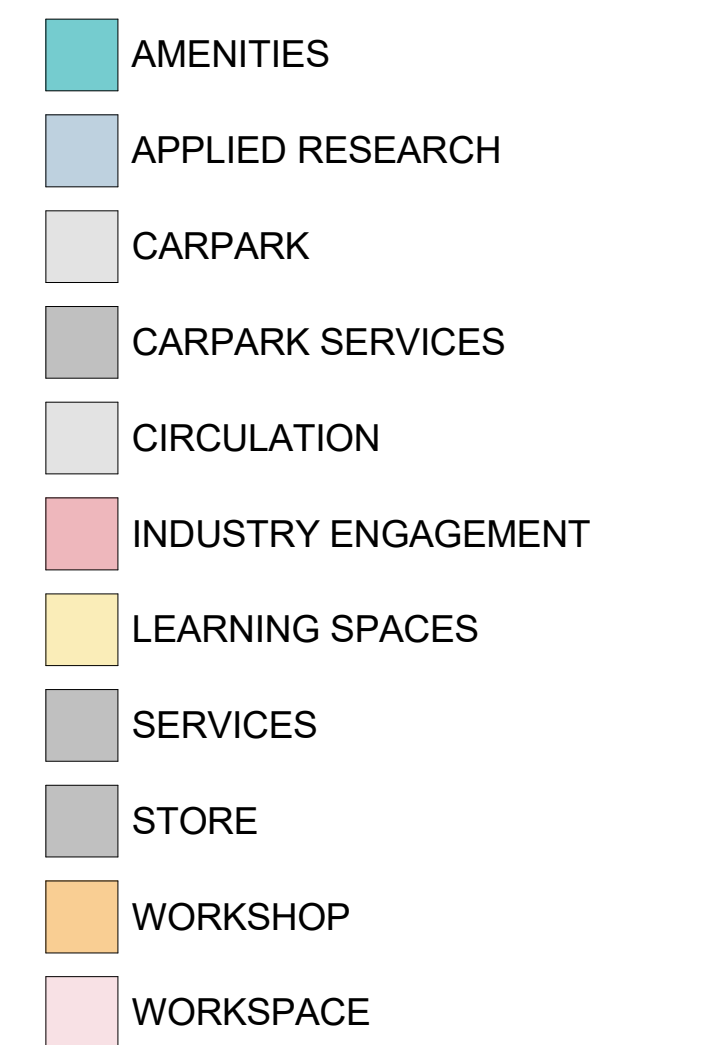 AMENITIES
APPLIED RESEARCH
CARPARK
CARPARK SERVICES
CIRCULATION
INDUSTRY ENGAGEMENT
LEARNING SPACES
SERVICES
STORE
WORKSHOP
WORKSPACE